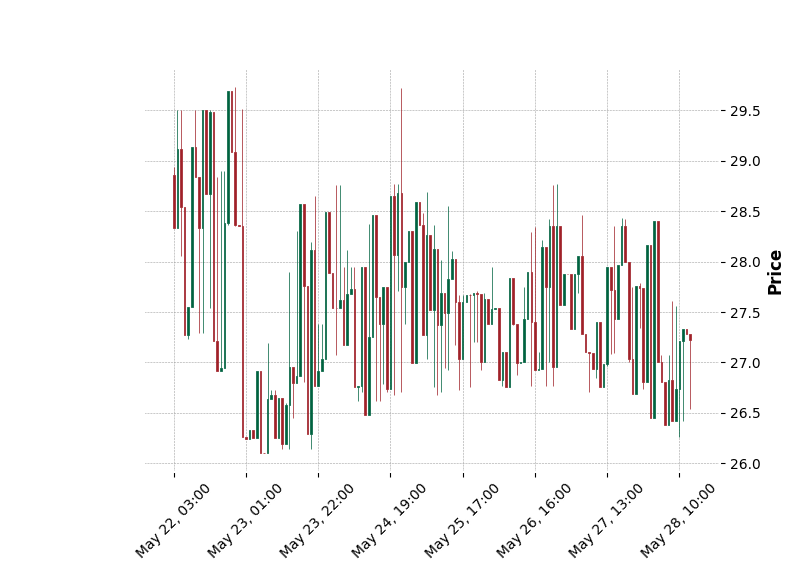 29.5
29.0
28.5
28.0
27.5
27.0
26.5
26.0
Price
May 22, 03:00
May 23, 01:00
May 23, 22:00
May 24, 19:00
May 25, 17:00
May 26, 16:00
May 27, 13:00
May 28, 10:00